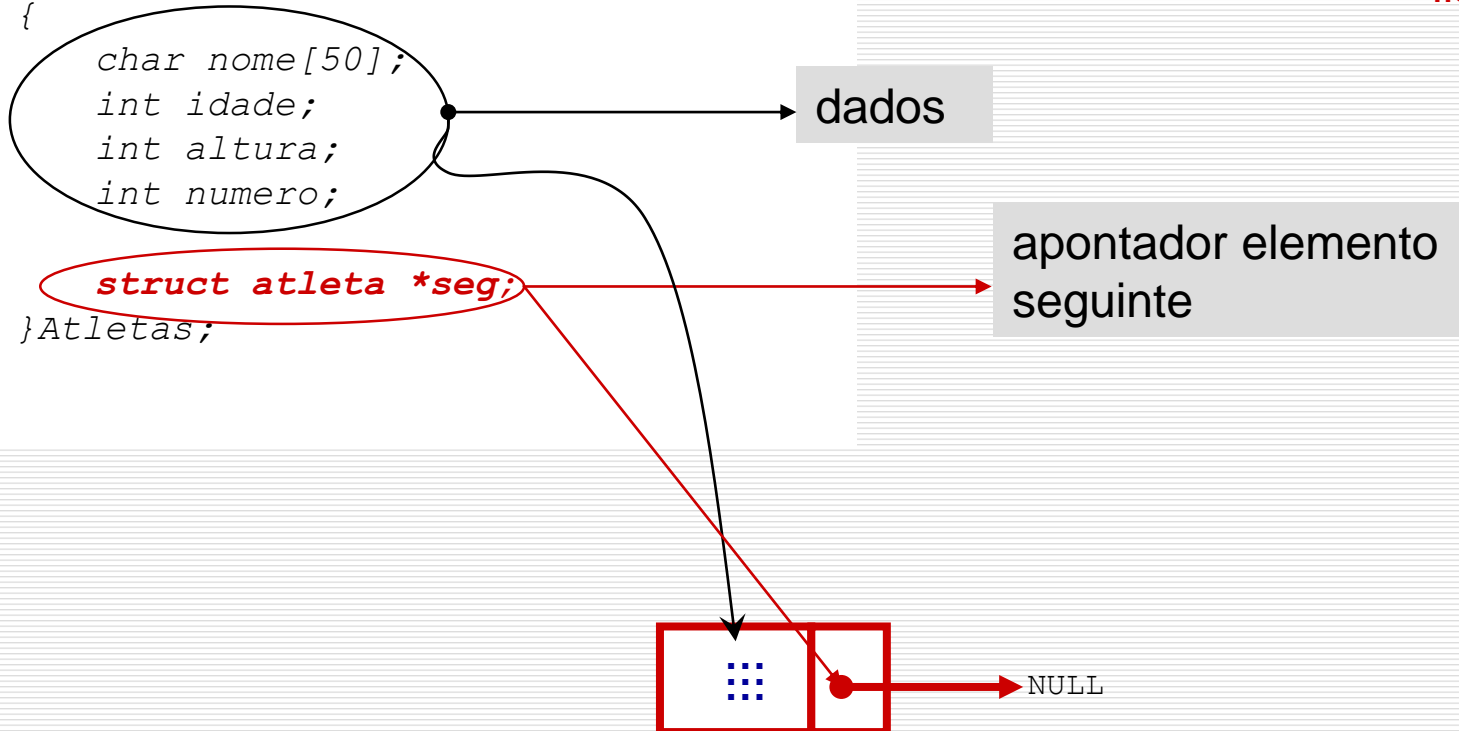 {
char nome[50];
int idade;
int altura;
int numero;
struct atleta *seg;
}Atletas;
dados
apontador elemento
seguinte
NULL